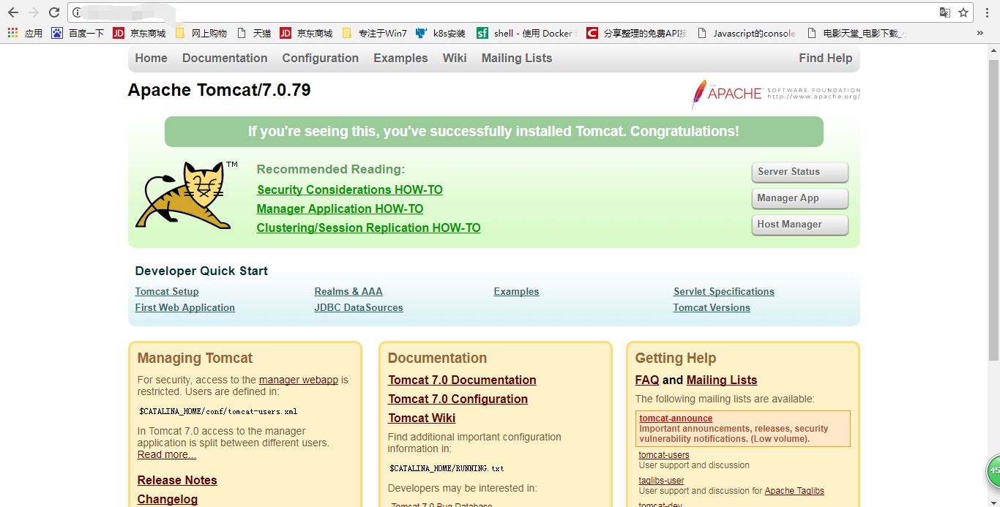 应用 百度一下 京东商城 网上购物 天猫 京东商城 专注于Win7 k8s安装 shell - 使用 Docker 分享整理的免费API Javascript的console 电影天堂_电影下载_ »
Home Documentation Configuration Examples Wiki Mailing Lists Find Help
Apache Tomcat/7.0.79
THE APACHE SOFTWARE FOUNDATION
http://www.apache.org/
If you're seeing this, you've successfully installed Tomcat. Congratulations!
TM
Recommended Reading:
Security Considerations HOW-TO
Manager Application HOW-TO
Clustering/Session Replication HOW-TO
Server Status
Manager App
Host Manager
Developer Quick Start
Tomcat Setup
First Web Application
Realms & AAA
JDBC DataSources
Examples
Servlet Specifications
Tomcat Versions
Managing Tomcat
For security, access to the manager webapp is
restricted. Users are defined in:
$CATALINA_HOME/conf/tomcat-users.xml
In Tomcat 7.0 access to the manager
application is split between different users.
Read more...
Release Notes
Changelog
Documentation
Tomcat 7.0 Documentation
Tomcat 7.0 Configuration
Tomcat Wiki
Find additional important configuration
information in:
$CATALINA_HOME/RUNNING.txt
Developers may be interested in:
Tomcat 7.0 Bug Database
Getting Help
FAQ and Mailing Lists
The following mailing lists are available:
tomcat-announce
Important announcements, releases, security
vulnerability notifications. (Low volume).
tomcat-users
User support and discussion
taglibs-user
User support and discussion for Apache Taglibs
tomcat-dev
45